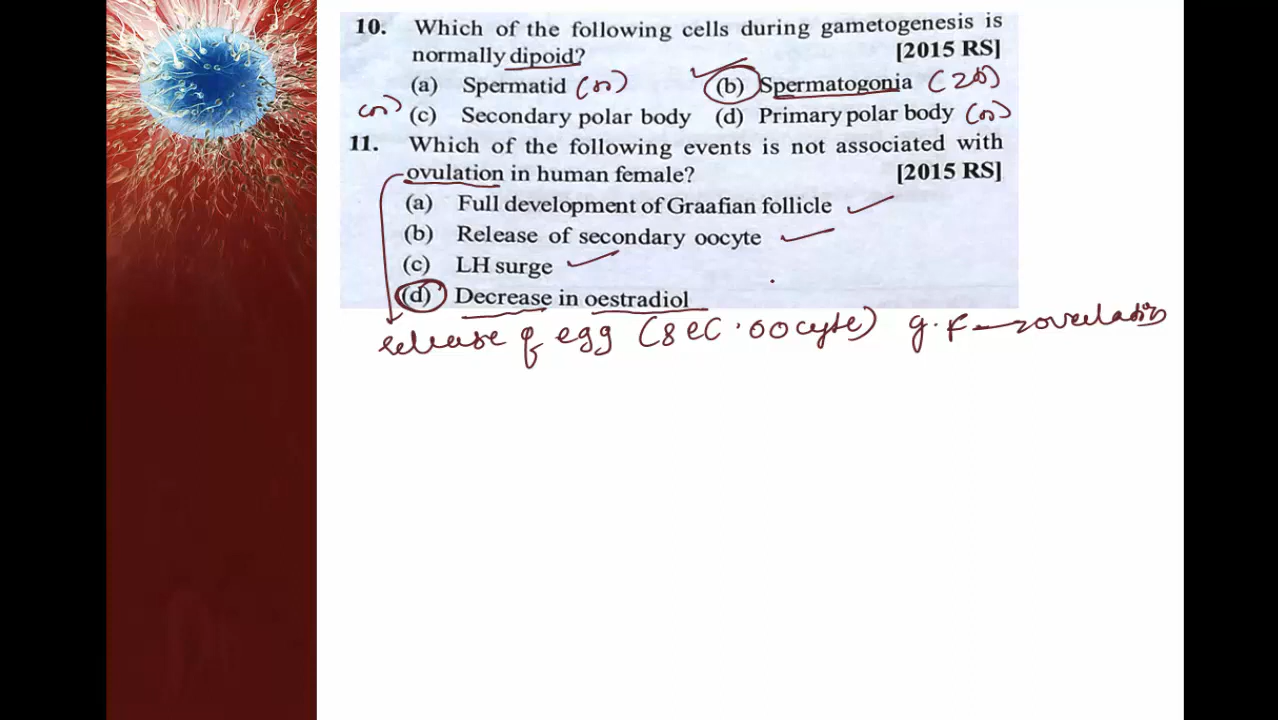 10. Which of the following cells during gametogenesis is
normally dipoid? [2015 RS]
(a) Spermatid (n) (b) Spermatogonia (2n)
(n) (c) Secondary polar body (d) Primary polar body (n)
11. Which of the following events is not associated with
ovulation in human female? [2015 RS]
(a) Full development of Graafian follicle
(b) Release of secondary oocyte
(c) LH surge
(d) Decrease in oestradiol
release of egg (sec. oocyte) g.f → ovulation